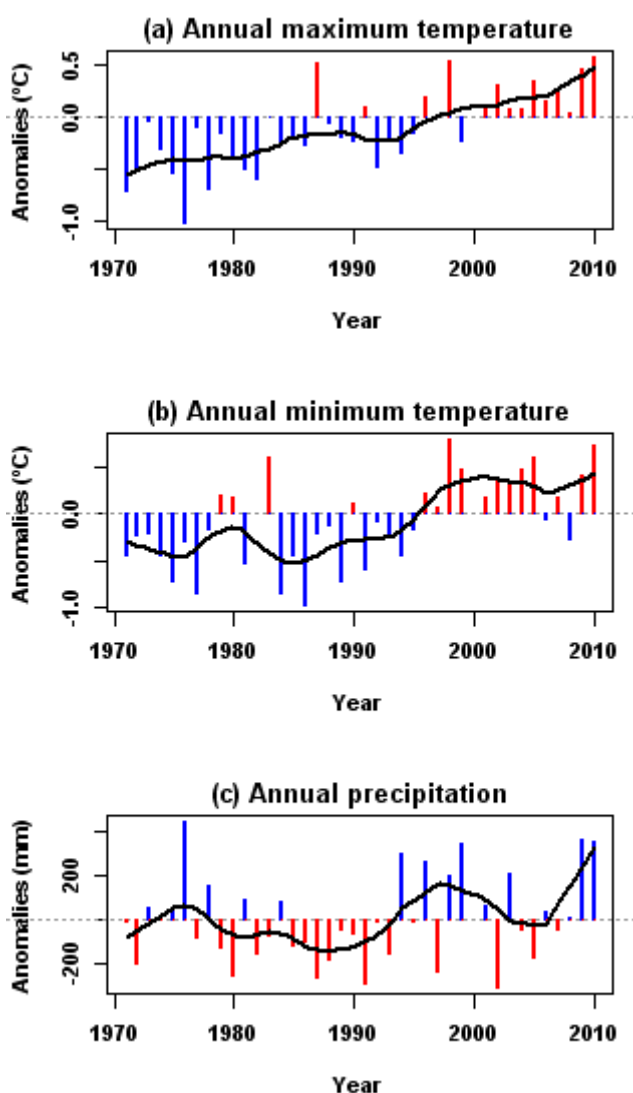 (a) Annual maximum temperature
Anomalies (°C)
0.5
0.0
-1.0
1970 1980 1990 2000 2010
Year
(b) Annual minimum temperature
Anomalies (°C)
0.0
-1.0
1970 1980 1990 2000 2010
Year
(c) Annual precipitation
Anomalies (mm)
200
-200
1970 1980 1990 2000 2010
Year